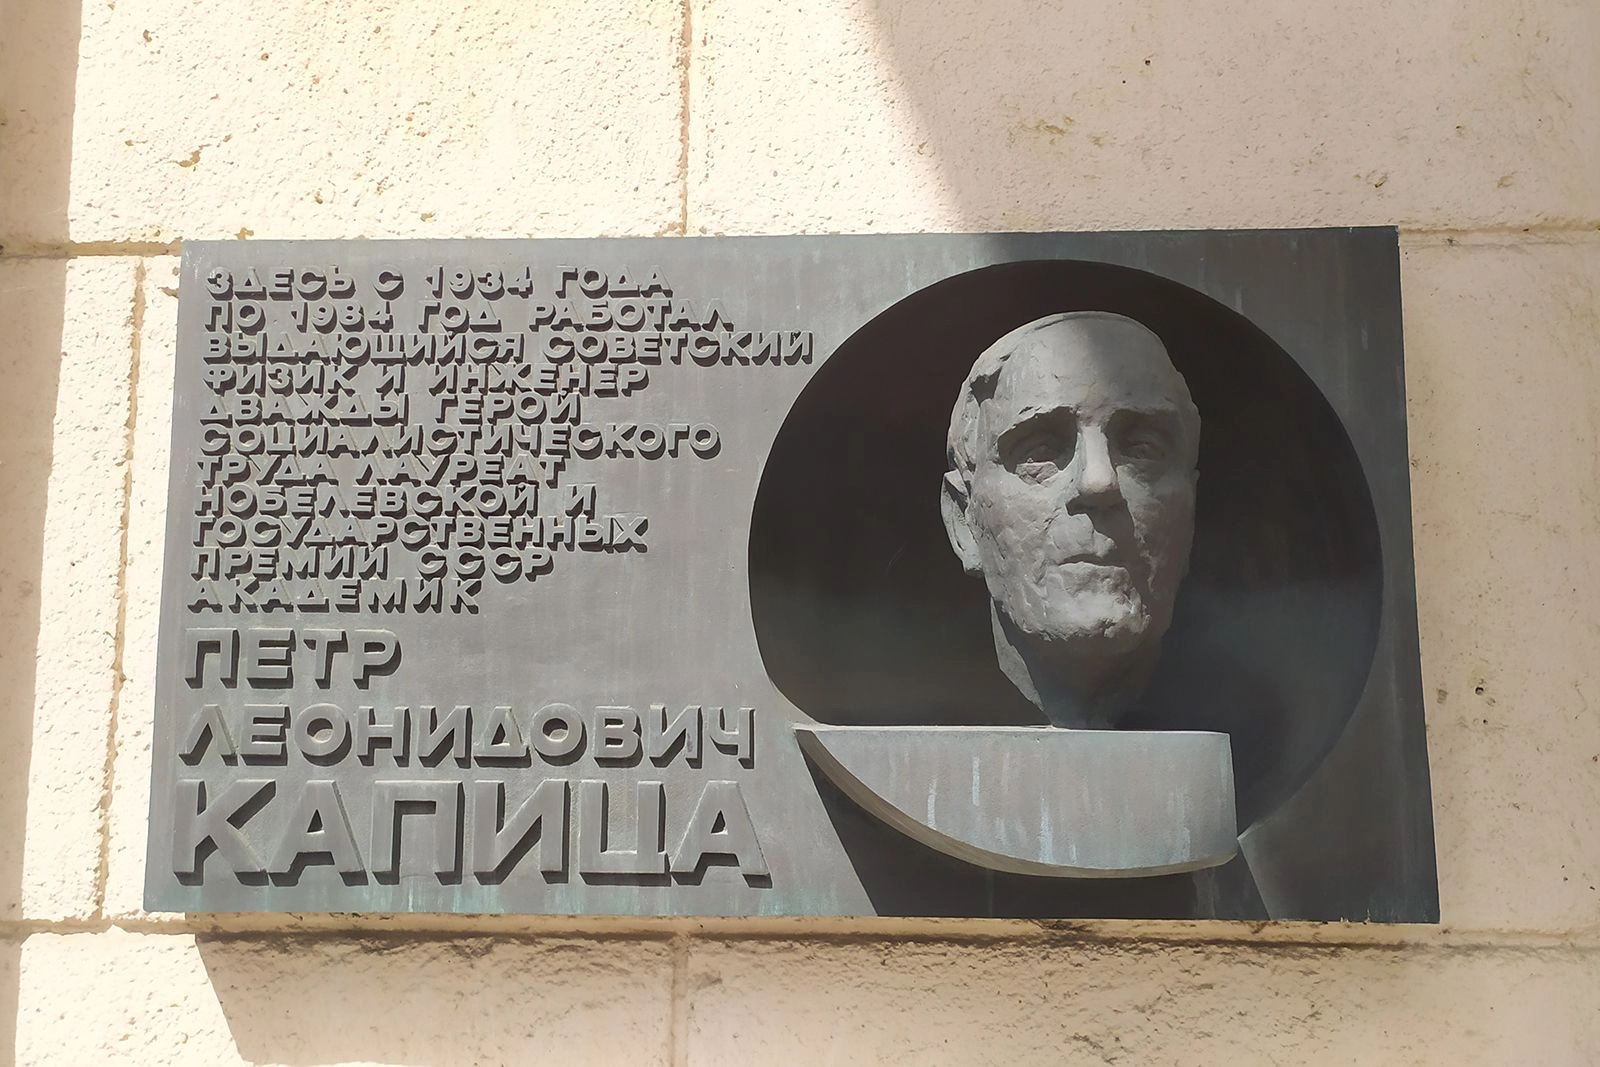 ЗДЕСЬ С 1934 ГОДА
ПО 1984 ГОД РАБОТАЛ
ВЫДАЮЩИЙСЯ СОВЕТСКИЙ
ФИЗИК И ИНЖЕНЕР
ДВАЖДЫ ГЕРОЙ
СОЦИАЛИСТИЧЕСКОГО
ТРУДА ЛАУРЕАТ
НОБЕЛЕВСКОЙ И
ГОСУДАРСТВЕННЫХ
ПРЕМИЙ СССР
АКАДЕМИК
ПЕТР
ЛЕОНИДОВИЧ
КАПИЦА